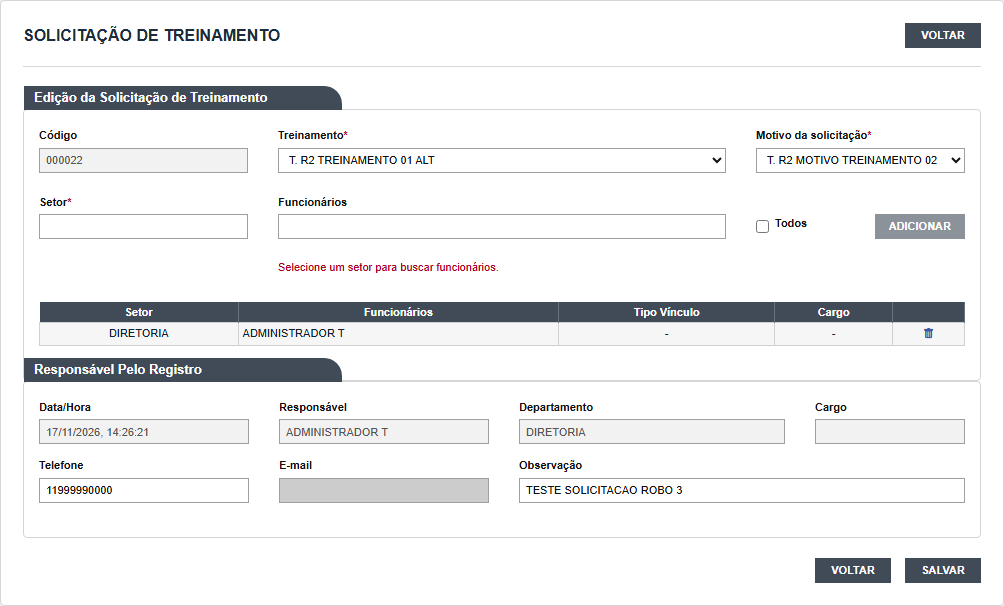 SOLICITAÇÃO DE TREINAMENTO
VOLTAR
Edição da Solicitação de Treinamento
Código
Treinamento*
Motivo da solicitação*
000022
T. R2 TREINAMENTO 01 ALT
T. R2 MOTIVO TREINAMENTO 02
Setor*
Funcionários
Todos
ADICIONAR
Selecione um setor para buscar funcionários.
Setor Funcionários Tipo Vínculo Cargo
DIRETORIA ADMINISTRADOR T - -
Responsável Pelo Registro
Data/Hora
Responsável
Departamento
Cargo
17/11/2026, 14:26:21
ADMINISTRADOR T
DIRETORIA
Telefone
E-mail
Observação
11999990000
TESTE SOLICITACAO ROBO 3
VOLTAR
SALVAR